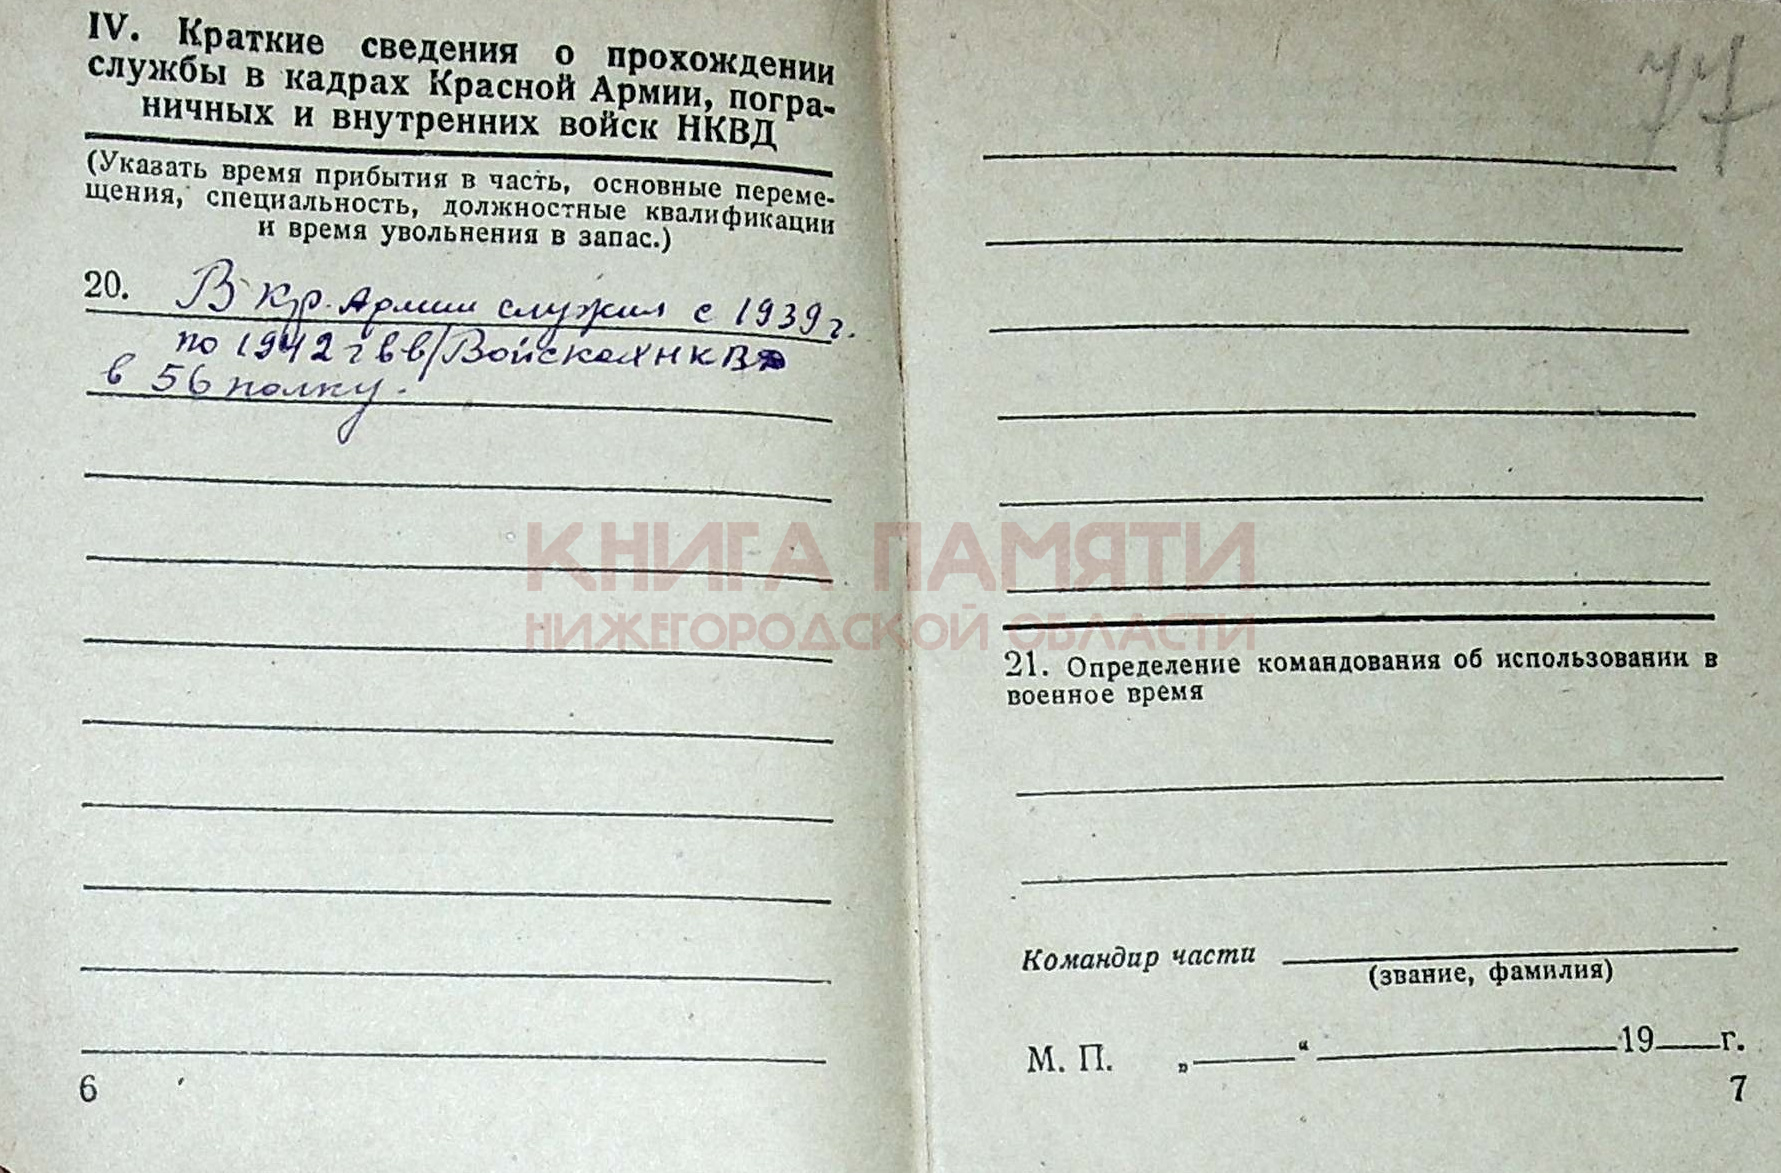 IV. Краткие сведения о прохождении
службы в кадрах Красной Армии, погра-
ничных и внутренних войск НКВД
(Указать время прибытия в часть, основные переме-
щения, специальность, должностные квалификации
и время увольнения в запас.)
20. В кр. Армии служил с 1939 г.
по 1942 г в в/Войсках НКВД
в 56 полку.
6
21. Определение командования об использовании в
военное время
Командир части
(звание, фамилия)
М. П. „ “ 19 г.
7
КНИГА ПАМЯТИ
НИЖЕГОРОДСКОЙ ОБЛАСТИ